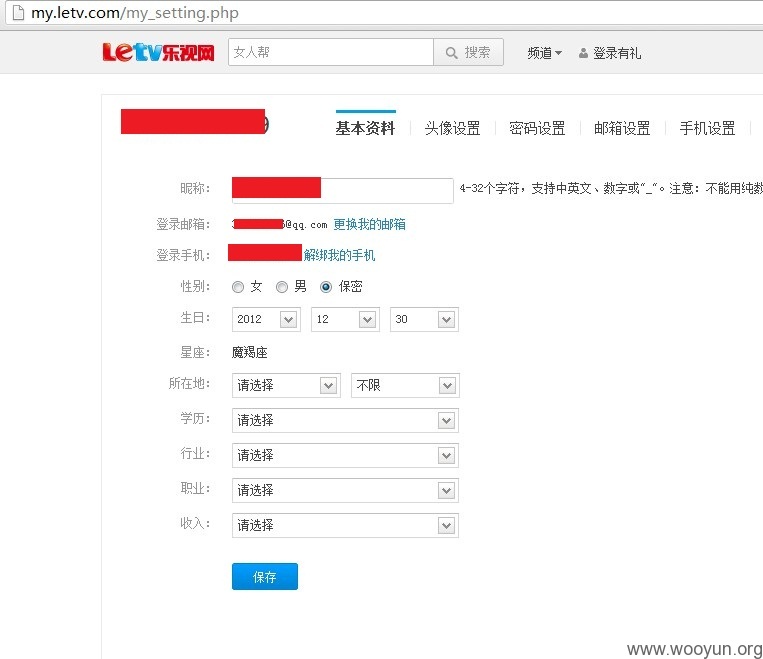 my.letv.com/my_setting.php
Letv乐视网 女人帮 搜索 频道 登录有礼
基本资料 头像设置 密码设置 邮箱设置 手机设置
昵称: 4-32个字符，支持中英文、数字或"_"。注意：不能用纯数
登录邮箱: @qq.com 更换我的邮箱
登录手机: 解绑我的手机
性别: 女 男 保密
生日: 2012 12 30
星座: 魔羯座
所在地: 请选择 不限
学历: 请选择
行业: 请选择
职业: 请选择
收入: 请选择
保存
www.wooyun.org